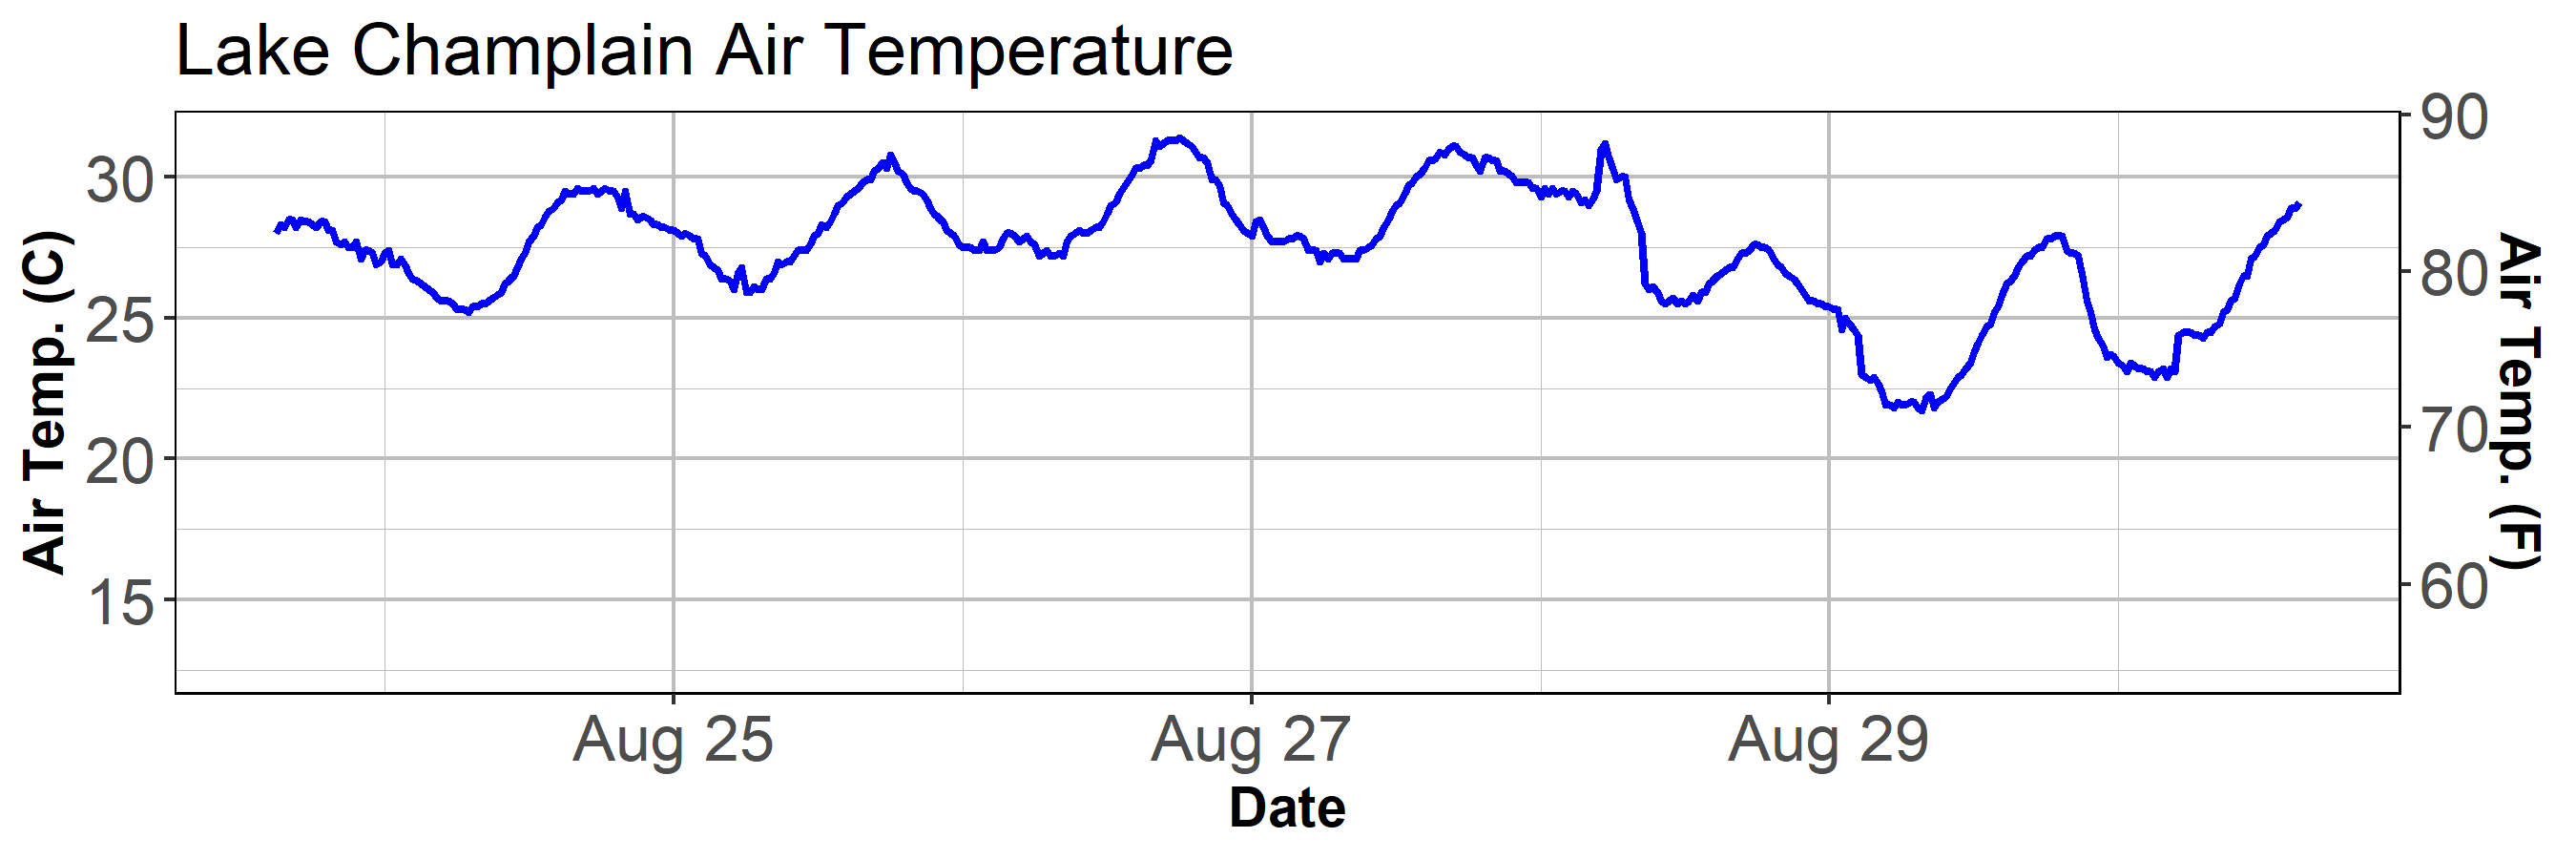 Lake Champlain Air Temperature
Air Temp. (C)
30
25
20
15
90
80
70
60
Air Temp. (F)
Aug 25 Aug 27 Aug 29
Date